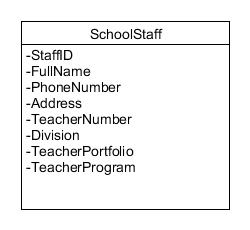 SchoolStaff
-StaffID
-FullName
-PhoneNumber
-Address
-TeacherNumber
-Division
-TeacherPortfolio
-TeacherProgram